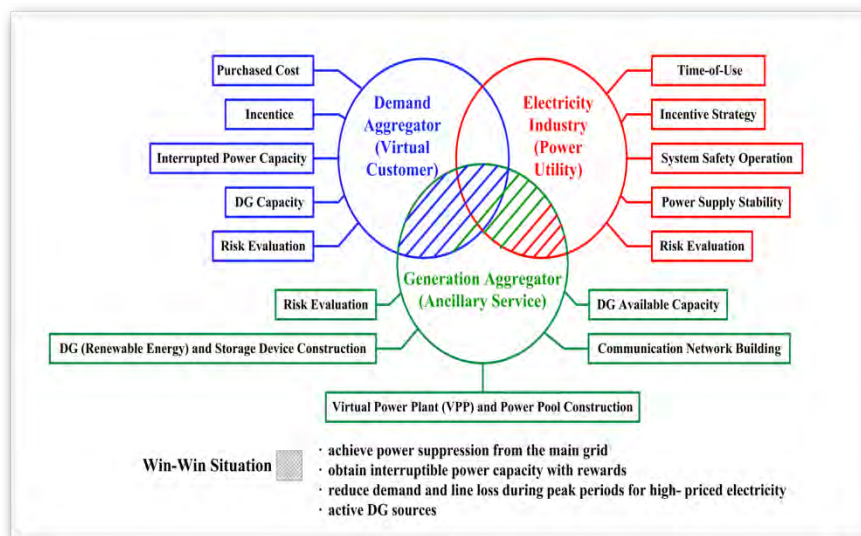 Purchased Cost
Incentice
Interrupted Power Capacity
DG Capacity
Risk Evaluation
Demand
Aggregator
(Virtual
Customer)
Electricity
Industry
(Power
Utility)
Time-of-Use
Incentive Strategy
System Safety Operation
Power Supply Stability
Risk Evaluation
Generation Aggregator
(Ancillary Service)
Risk Evaluation
DG (Renewable Energy) and Storage Device Construction
DG Available Capacity
Communication Network Building
Virtual Power Plant (VPP) and Power Pool Construction
Win-Win Situation
· achieve power suppression from the main grid
· obtain interruptible power capacity with rewards
· reduce demand and line loss during peak periods for high- priced electricity
· active DG sources